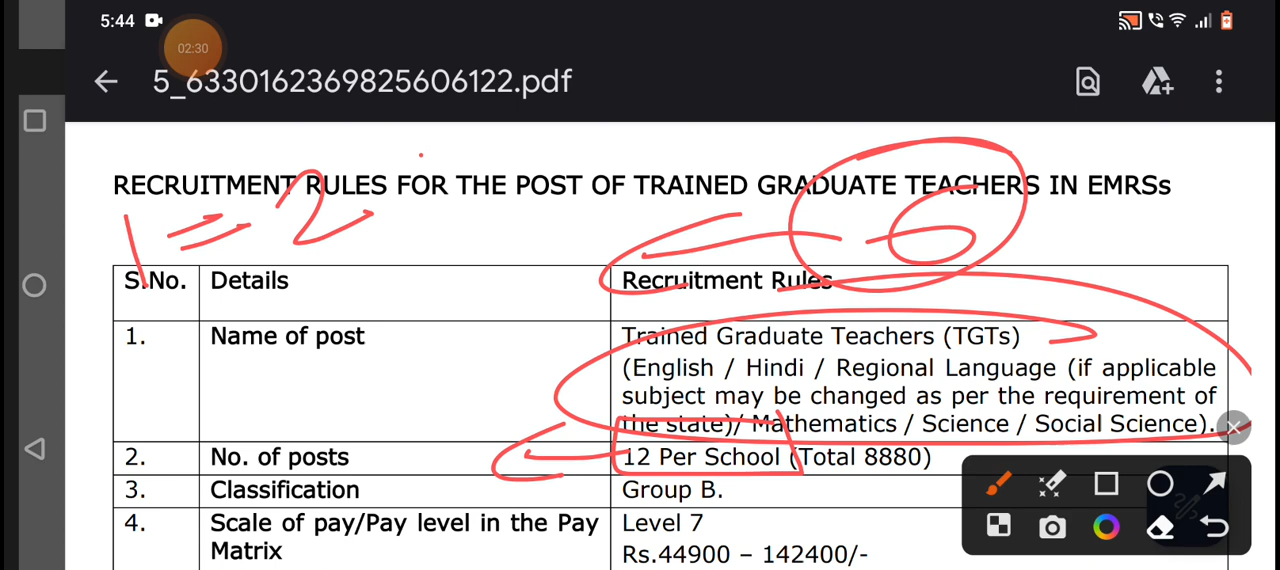 5:44
02:30
5_6330162369825606122.pdf
RECRUITMENT RULES FOR THE POST OF TRAINED GRADUATE TEACHERS IN EMRSs
1 = 2
6
S.No. Details Recruitment Rules
1. Name of post Trained Graduate Teachers (TGTs)
(English / Hindi / Regional Language (if applicable
subject may be changed as per the requirement of
the state)/ Mathematics / Science / Social Science).
2. No. of posts 12 Per School (Total 8880)
3. Classification Group B.
4. Scale of pay/Pay level in the Pay Level 7
Matrix Rs.44900 – 142400/-